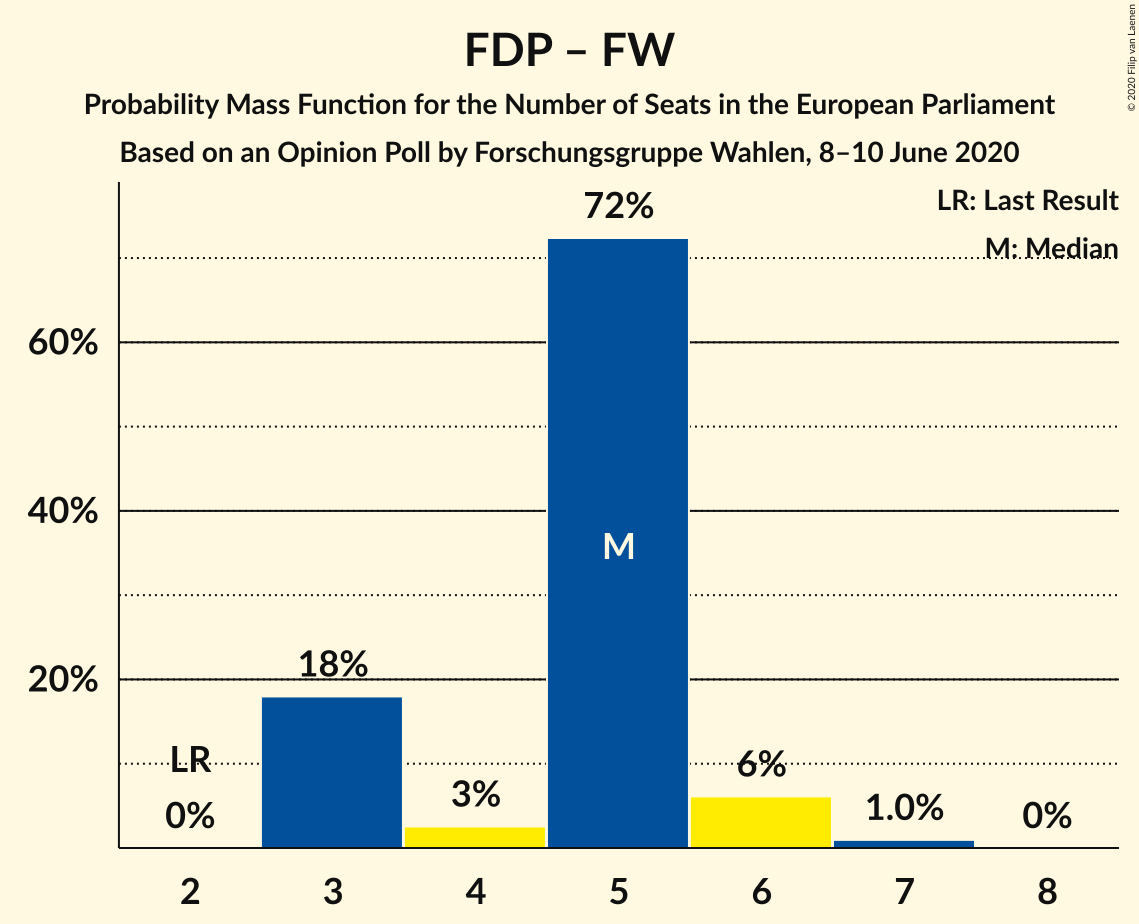 FDP – FW
Probability Mass Function for the Number of Seats in the European Parliament
Based on an Opinion Poll by Forschungsgruppe Wahlen, 8–10 June 2020
© 2020 Filip van Laenen
LR: Last Result
M: Median
72%
60%
40%
20%
M
18%
LR
0%
3%
6%
1.0%
0%
2 3 4 5 6 7 8